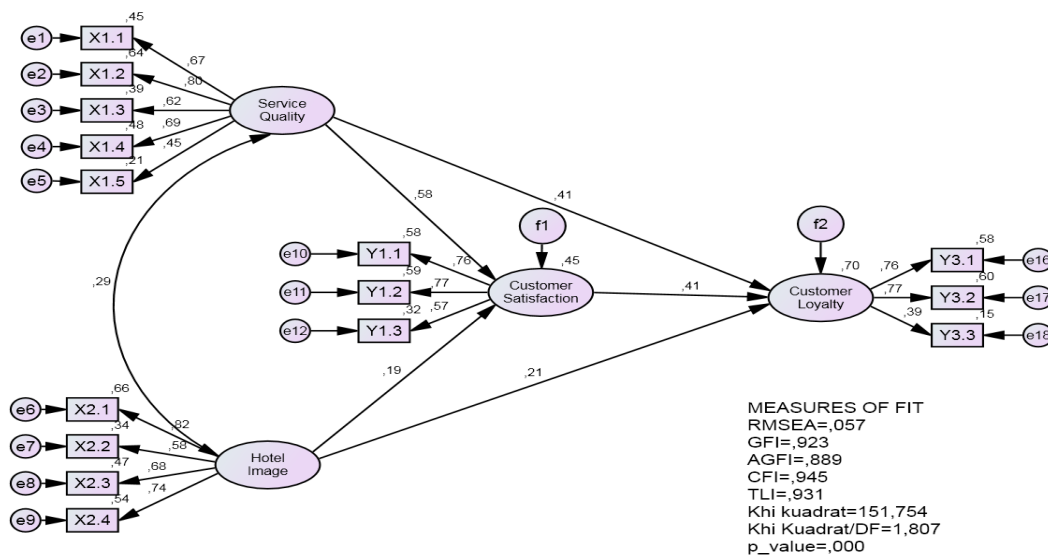 ,45
e1 X1.1
,67
,64
e2 X1.2
,80
,39
e3 X1.3
,62
,48
e4 X1.4
,69
,21
e5 X1.5
,45
Service
Quality
,58
,41
,29
f1
f2
,58
e10 Y1.1
,76
,59
e11 Y1.2
,77
,32
e12 Y1.3
,57
,45
Customer
Satisfaction
,41
,70
Customer
Loyalty
,58
,76
Y3.1 e16
,60
,77
Y3.2 e17
,15
,39
Y3.3 e18
,19
,21
,66
e6 X2.1
,82
,34
e7 X2.2
,58
,47
e8 X2.3
,68
,54
e9 X2.4
,74
Hotel
Image
MEASURES OF FIT
RMSEA=,057
GFI=,923
AGFI=,889
CFI=,945
TLI=,931
Khi kuadrat=151,754
Khi Kuadrat/DF=1,807
p_value=,000